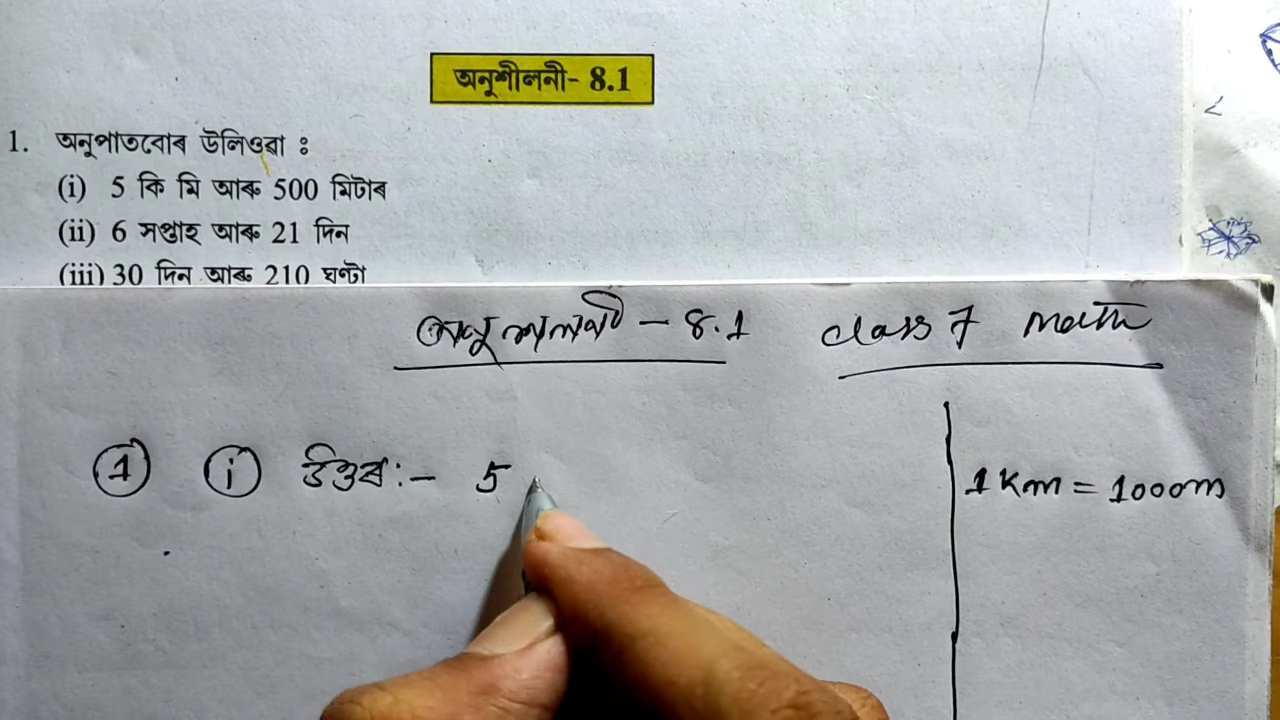 অনুশীলনী- 8.1
1. অনুপাতবোৰ উলিওৱা ঃ
(i) 5 কি মি আৰু 500 মিটাৰ
(ii) 6 সপ্তাহ আৰু 21 দিন
(iii) 30 দিন আৰু 210 ঘণ্টা
অনুশীলনী – 8.1 class 7 math
1 i উত্তৰ:– 5
1 Km = 1000m